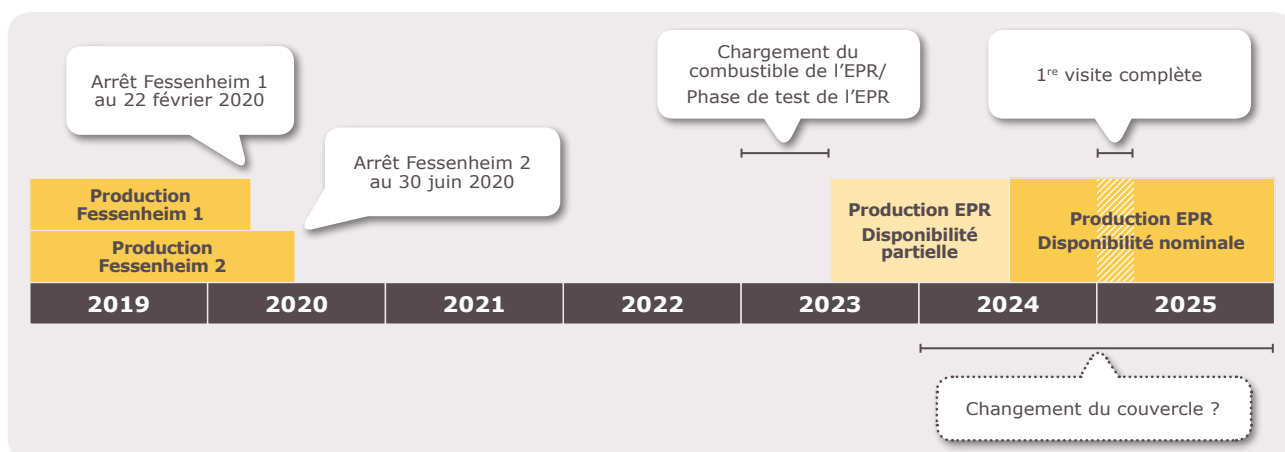 Arrêt Fessenheim 1
au 22 février 2020
Arrêt Fessenheim 2
au 30 juin 2020
Chargement du
combustible de l’EPR/
Phase de test de l’EPR
1re visite complète
Production
Fessenheim 1
Production
Fessenheim 2
Production EPR
Disponibilité
partielle
Production EPR
Disponibilité nominale
2019
2020
2021
2022
2023
2024
2025
Changement du couvercle ?